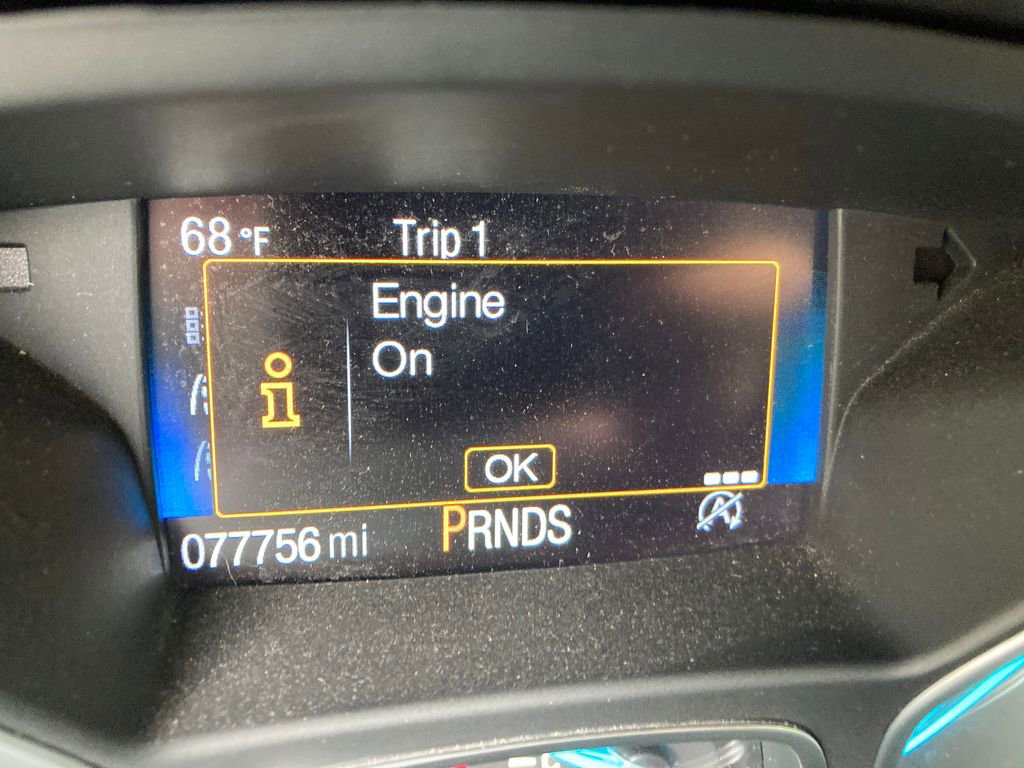 68 °F Trip 1
Engine
On
OK
077756 mi PRNDS